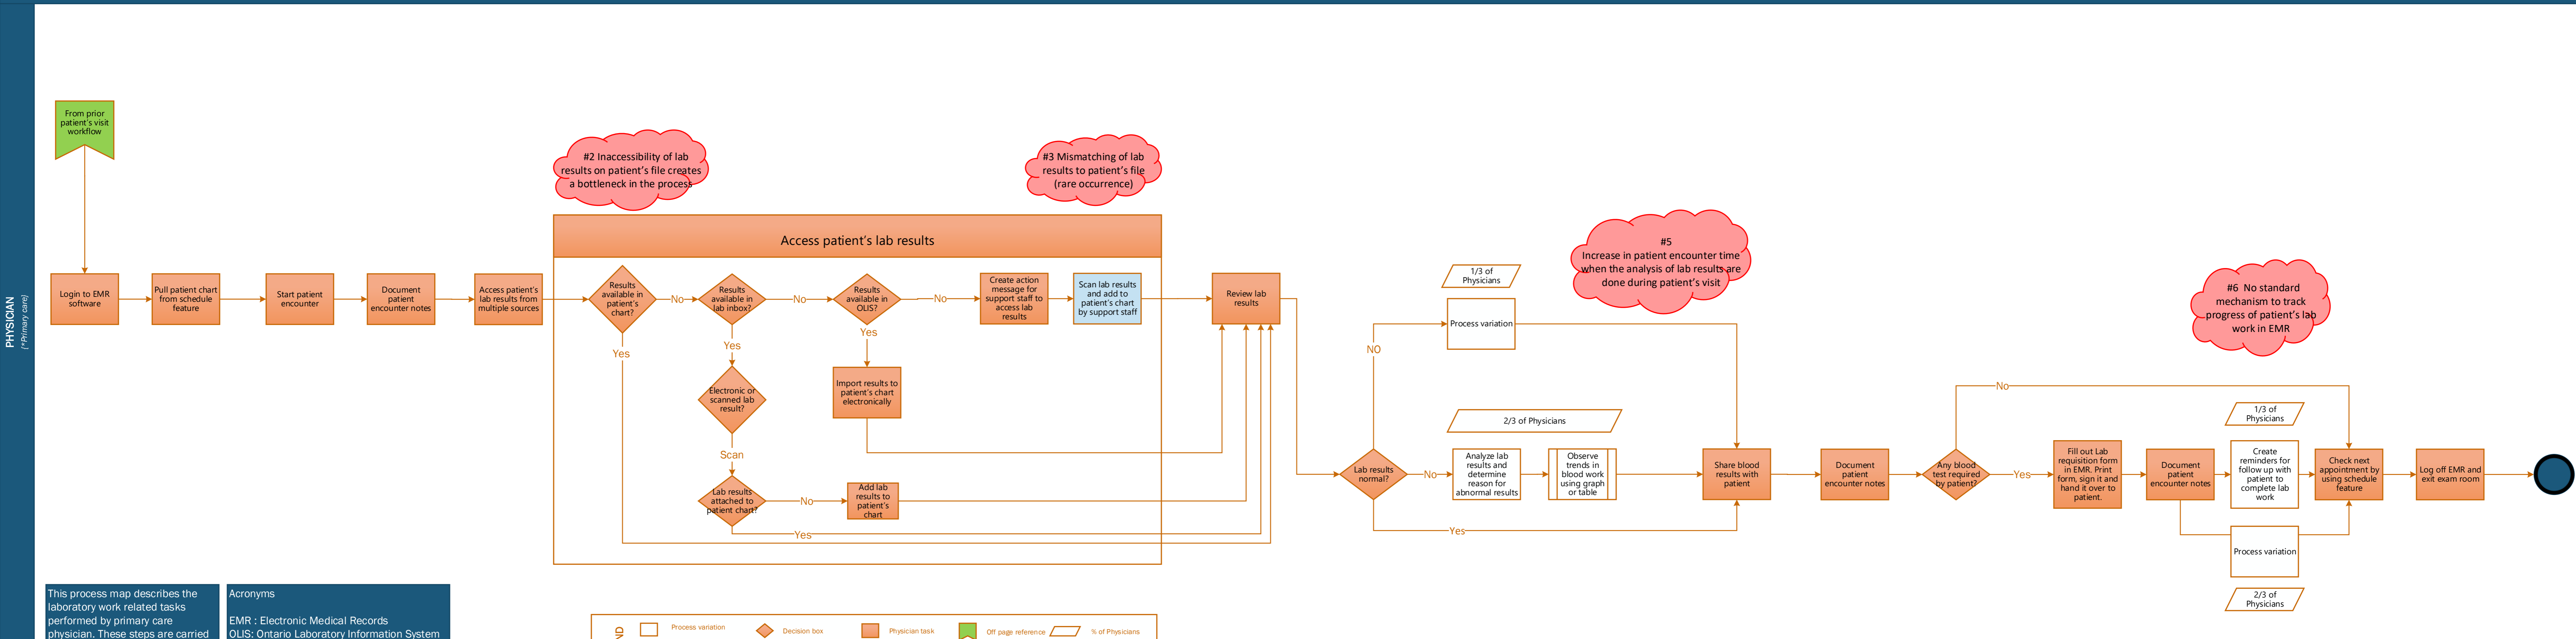 PHYSICIAN
(*Primary care)
From prior
patient's visit
workflow
Login to EMR
software
Pull patient chart
from schedule
feature
Start patient
encounter
Document
patient
encounter notes
Access patient's
lab results from
multiple sources
#2 Inaccessibility of lab
results on patient's file creates
a bottleneck in the process
#3 Mismatching of lab
results to patient's file
(rare occurrence)
Access patient's lab results
Results
available in
patient's
chart?
No
Yes
Results
available in
lab inbox?
No
Yes
Electronic or
scanned lab
result?
Scan
Lab results
attached to
patient chart?
No
Yes
Add lab
results to
patient's
chart
Results
available in
OLIS?
No
Yes
Import results to
patient's chart
electronically
Create action
message for
support staff to
access lab
results
Scan lab results
and add to
patient's chart
by support staff
Review lab
results
Lab results
normal?
NO
No
Yes
1/3 of
Physicians
Process variation
2/3 of Physicians
Analyze lab
results and
determine
reason for
abnormal results
Observe
trends in
blood work
using graph
or table
#5
Increase in patient encounter time
when the analysis of lab results are
done during patient's visit
Share blood
results with
patient
Document
patient
encounter notes
Any blood
test required
by patient?
No
Yes
Fill out Lab
requisition form
in EMR. Print
form, sign it and
hand it over to
patient.
Document
patient
encounter notes
#6 No standard
mechanism to track
progress of patient's lab
work in EMR
1/3 of
Physicians
Create
reminders for
follow up with
patient to
complete lab
work
Process variation
2/3 of
Physicians
Check next
appointment by
using schedule
feature
Log off EMR and
exit exam room
This process map describes the
laboratory work related tasks
performed by primary care
physician. These steps are carried
Acronyms
EMR : Electronic Medical Records
OLIS: Ontario Laboratory Information System
ND
Process variation
Decision box
Physician task
Off page reference
% of Physicians